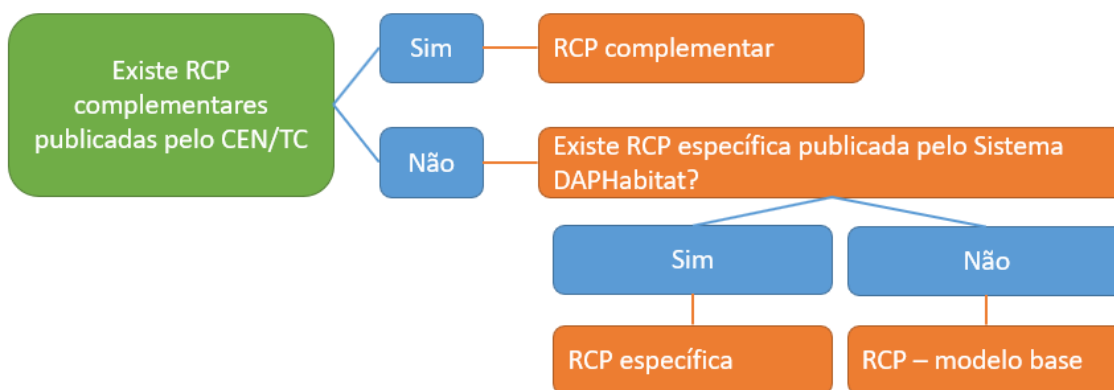 Existe RCP
complementares
publicadas pelo CEN/TC
Sim
RCP complementar
Não
Existe RCP específica publicada pelo Sistema
DAPHabitat?
Sim
Não
RCP específica
RCP – modelo base